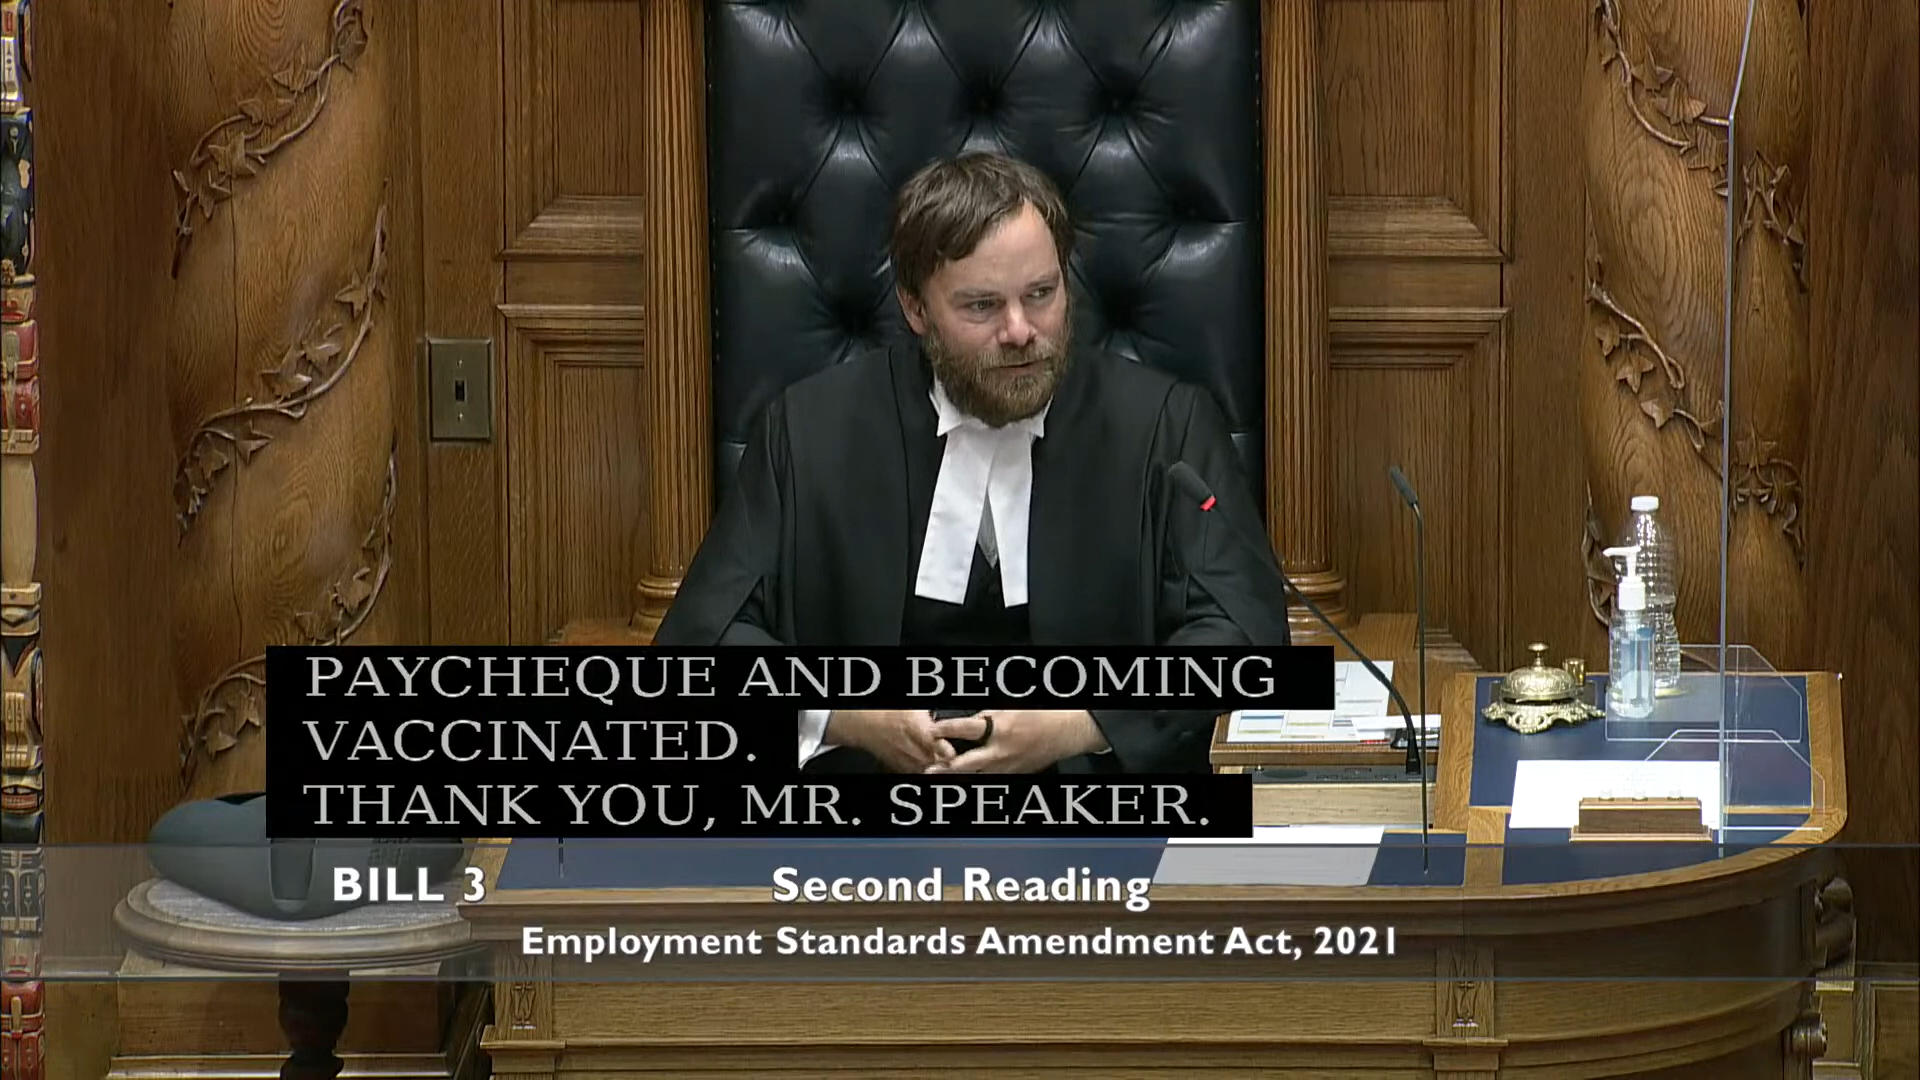 PAYCHEQUE AND BECOMING
VACCINATED.
THANK YOU, MR. SPEAKER.
BILL 3
Second Reading
Employment Standards Amendment Act, 2021